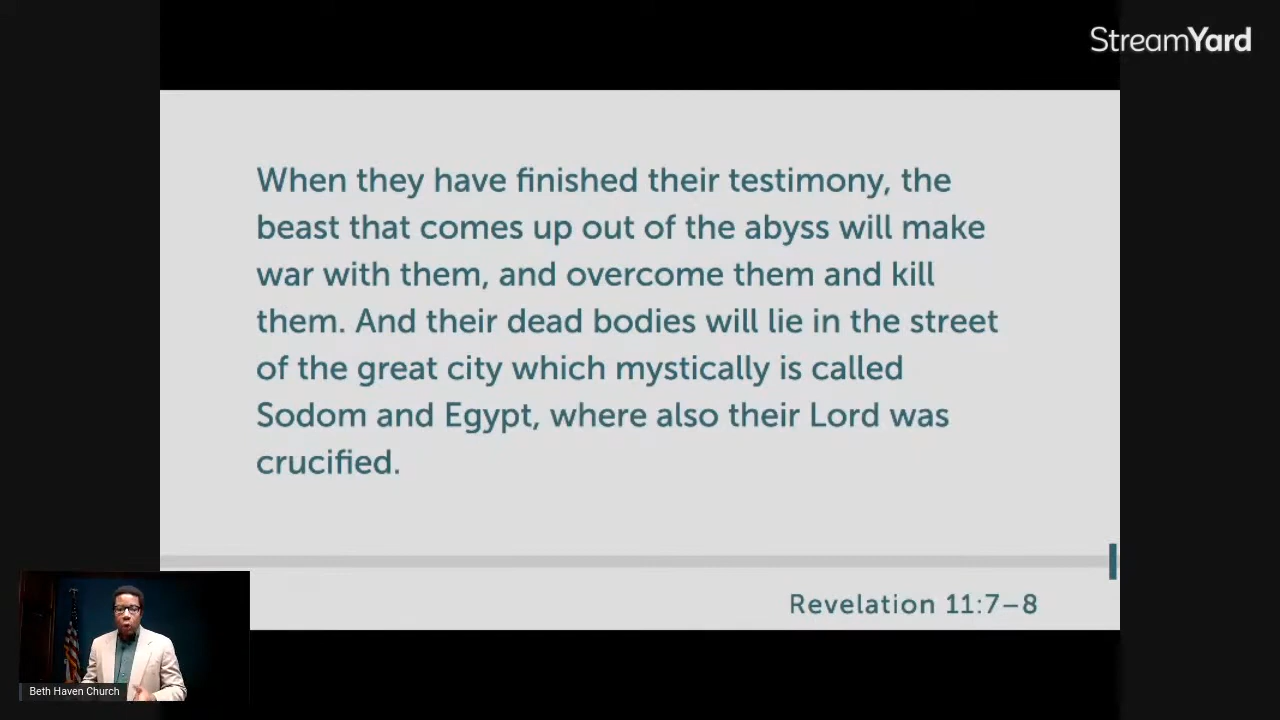 StreamYard
When they have finished their testimony, the
beast that comes up out of the abyss will make
war with them, and overcome them and kill
them. And their dead bodies will lie in the street
of the great city which mystically is called
Sodom and Egypt, where also their Lord was
crucified.
Revelation 11:7–8
Beth Haven Church